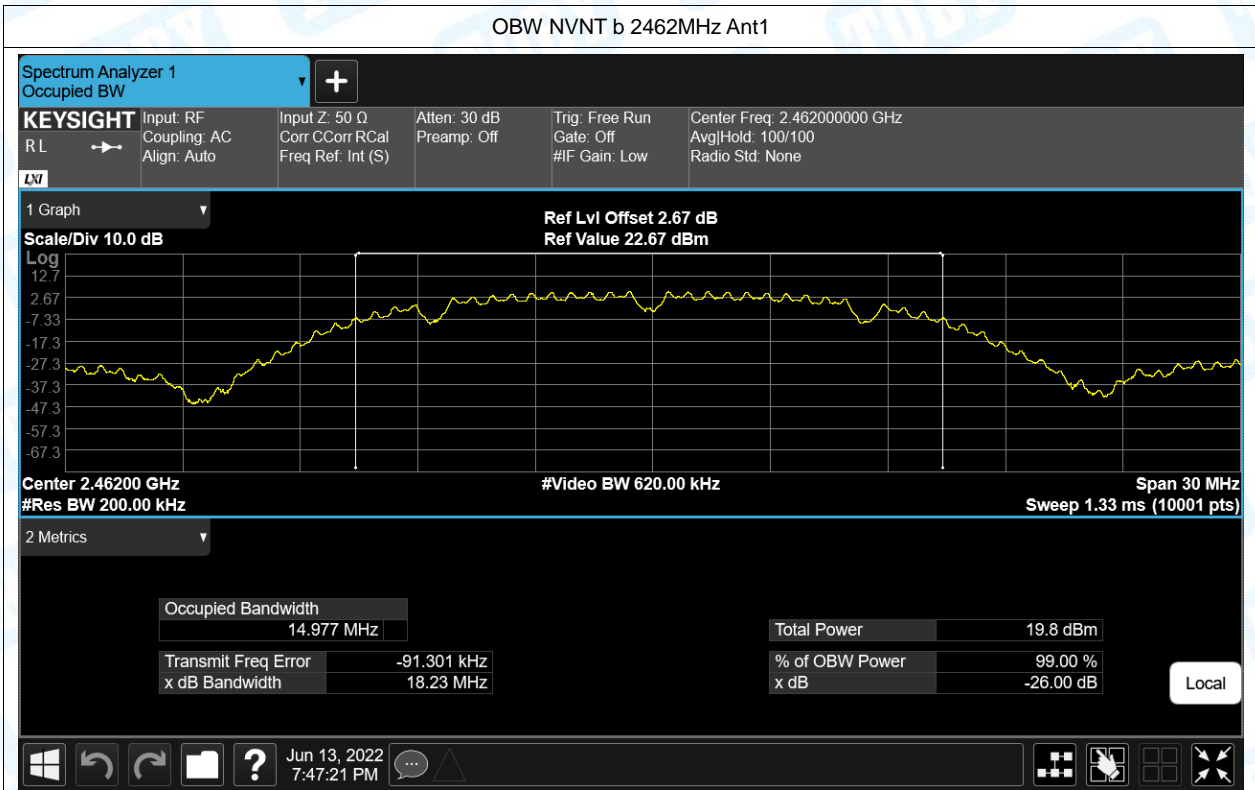 OBW NVNT b 2462MHz Ant1
Spectrum Analyzer 1
Occupied BW
KEYSIGHT
R L
LXI
Input: RF
Coupling: AC
Align: Auto
Input Z: 50 Ω
Corr CCorr RCal
Freq Ref: Int (S)
Atten: 30 dB
Preamp: Off
Trig: Free Run
Gate: Off
#IF Gain: Low
Center Freq: 2.462000000 GHz
Avg|Hold: 100/100
Radio Std: None
1 Graph
Scale/Div 10.0 dB
Ref Lvl Offset 2.67 dB
Ref Value 22.67 dBm
Log
12.7
2.67
-7.33
-17.3
-27.3
-37.3
-47.3
-57.3
-67.3
Center 2.46200 GHz
#Video BW 620.00 kHz
Span 30 MHz
#Res BW 200.00 kHz
Sweep 1.33 ms (10001 pts)
2 Metrics
Occupied Bandwidth
14.977 MHz
Total Power 19.8 dBm
Transmit Freq Error -91.301 kHz
% of OBW Power 99.00 %
x dB Bandwidth 18.23 MHz
x dB -26.00 dB
Local
?
Jun 13, 2022
7:47:21 PM